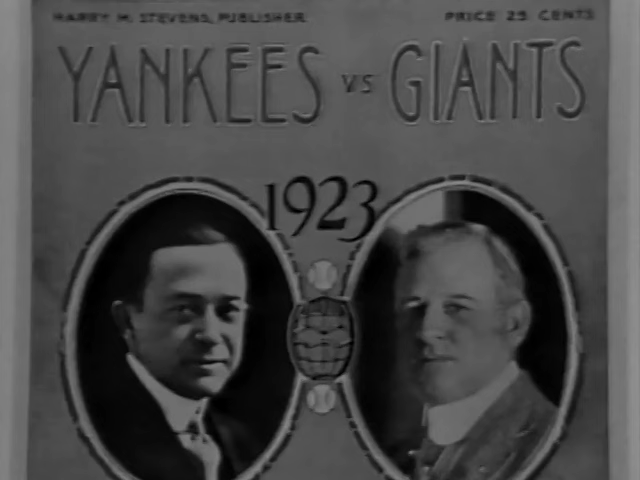 HARRY M. STEVENS, PUBLISHER PRICE 25 CENTS
YANKEES VS GIANTS
1923